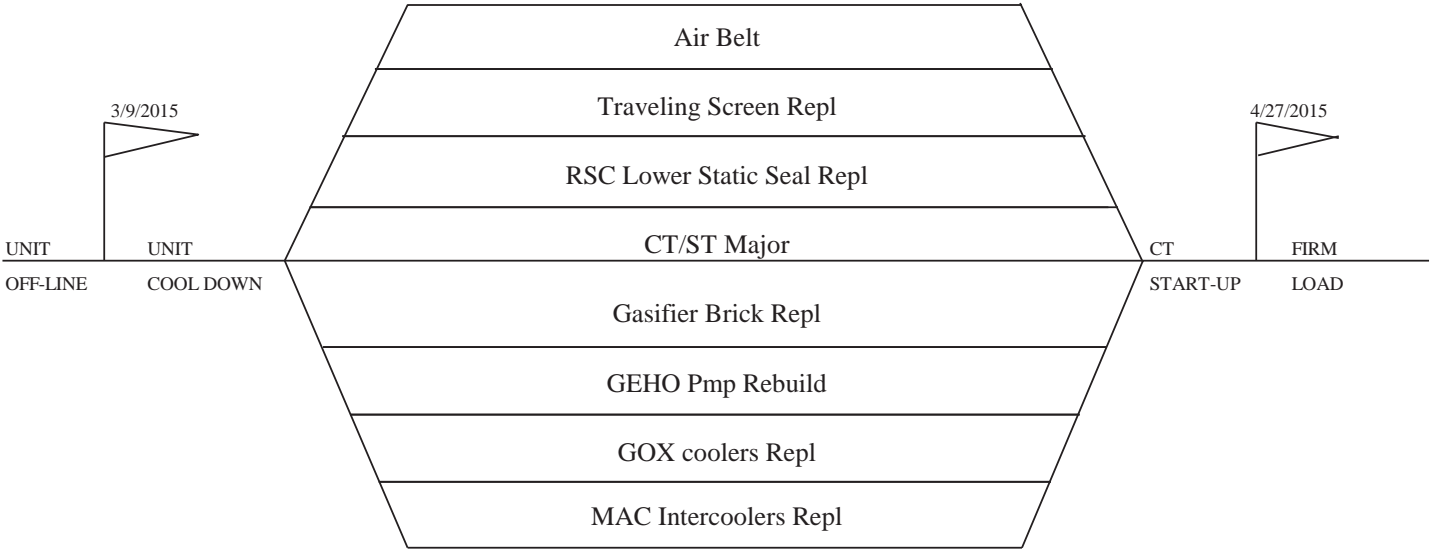 Air Belt
Traveling Screen Repl
3/9/2015
4/27/2015
RSC Lower Static Seal Repl
CT/ST Major
UNIT
OFF-LINE
UNIT
COOL DOWN
CT
START-UP
FIRM
LOAD
Gasifier Brick Repl
GEHO Pmp Rebuild
GOX coolers Repl
MAC Intercoolers Repl